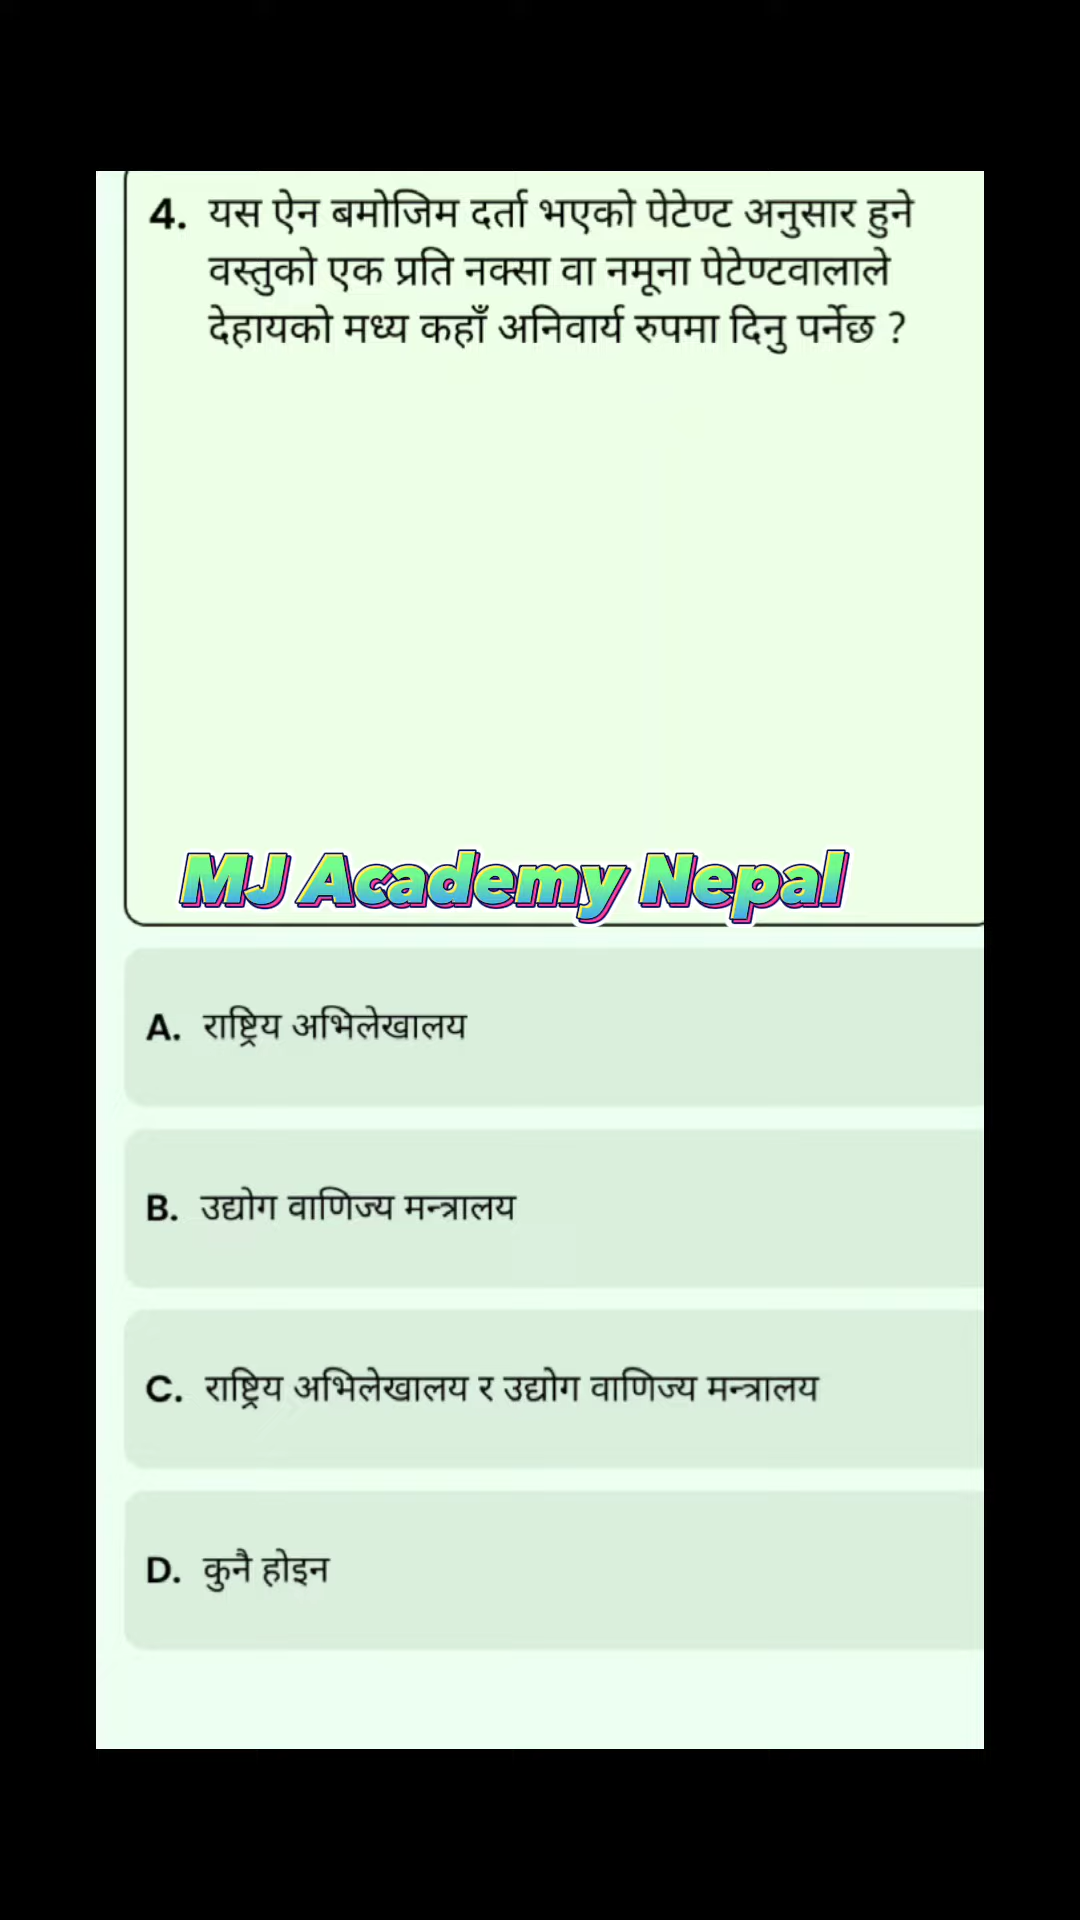 4. यस ऐन बमोजिम दर्ता भएको पेटेण्ट अनुसार हुने
वस्तुको एक प्रति नक्सा वा नमूना पेटेण्टवालाले
देहायको मध्य कहाँ अनिवार्य रुपमा दिनु पर्नेछ ?
MJ Academy Nepal
A. राष्ट्रिय अभिलेखालय
B. उद्योग वाणिज्य मन्त्रालय
C. राष्ट्रिय अभिलेखालय र उद्योग वाणिज्य मन्त्रालय
D. कुनै होइन